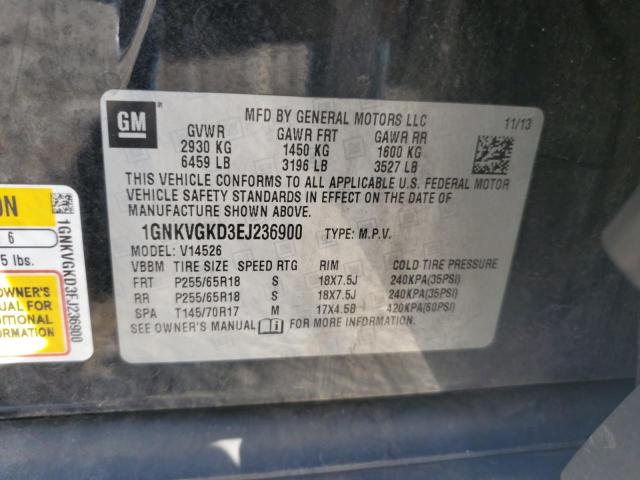 GM
MFD BY GENERAL MOTORS LLC
11/13
GVWR GAWR FRT GAWR RR
2930 KG 1450 KG 1600 KG
6459 LB 3196 LB 3527 LB
THIS VEHICLE CONFORMS TO ALL APPLICABLE U.S. FEDERAL MOTOR
VEHICLE SAFETY STANDARDS IN EFFECT ON THE DATE OF
MANUFACTURE SHOWN ABOVE.
1GNKVGKD3EJ236900 TYPE: M.P.V.
MODEL: V14526
VBBM TIRE SIZE SPEED RTG RIM COLD TIRE PRESSURE
FRT P255/65R18 S 18X7.5J 240KPA(35PSI)
RR P255/65R18 S 18X7.5J 240KPA(35PSI)
SPA T145/70R17 M 17X4.5B 420KPA(60PSI)
SEE OWNER'S MANUAL FOR MORE INFORMATION
ON
6
5 lbs.
OWNER'S
UAL FOR
DITIONAL
ORMATION
1GNKVGKD3EJ236900